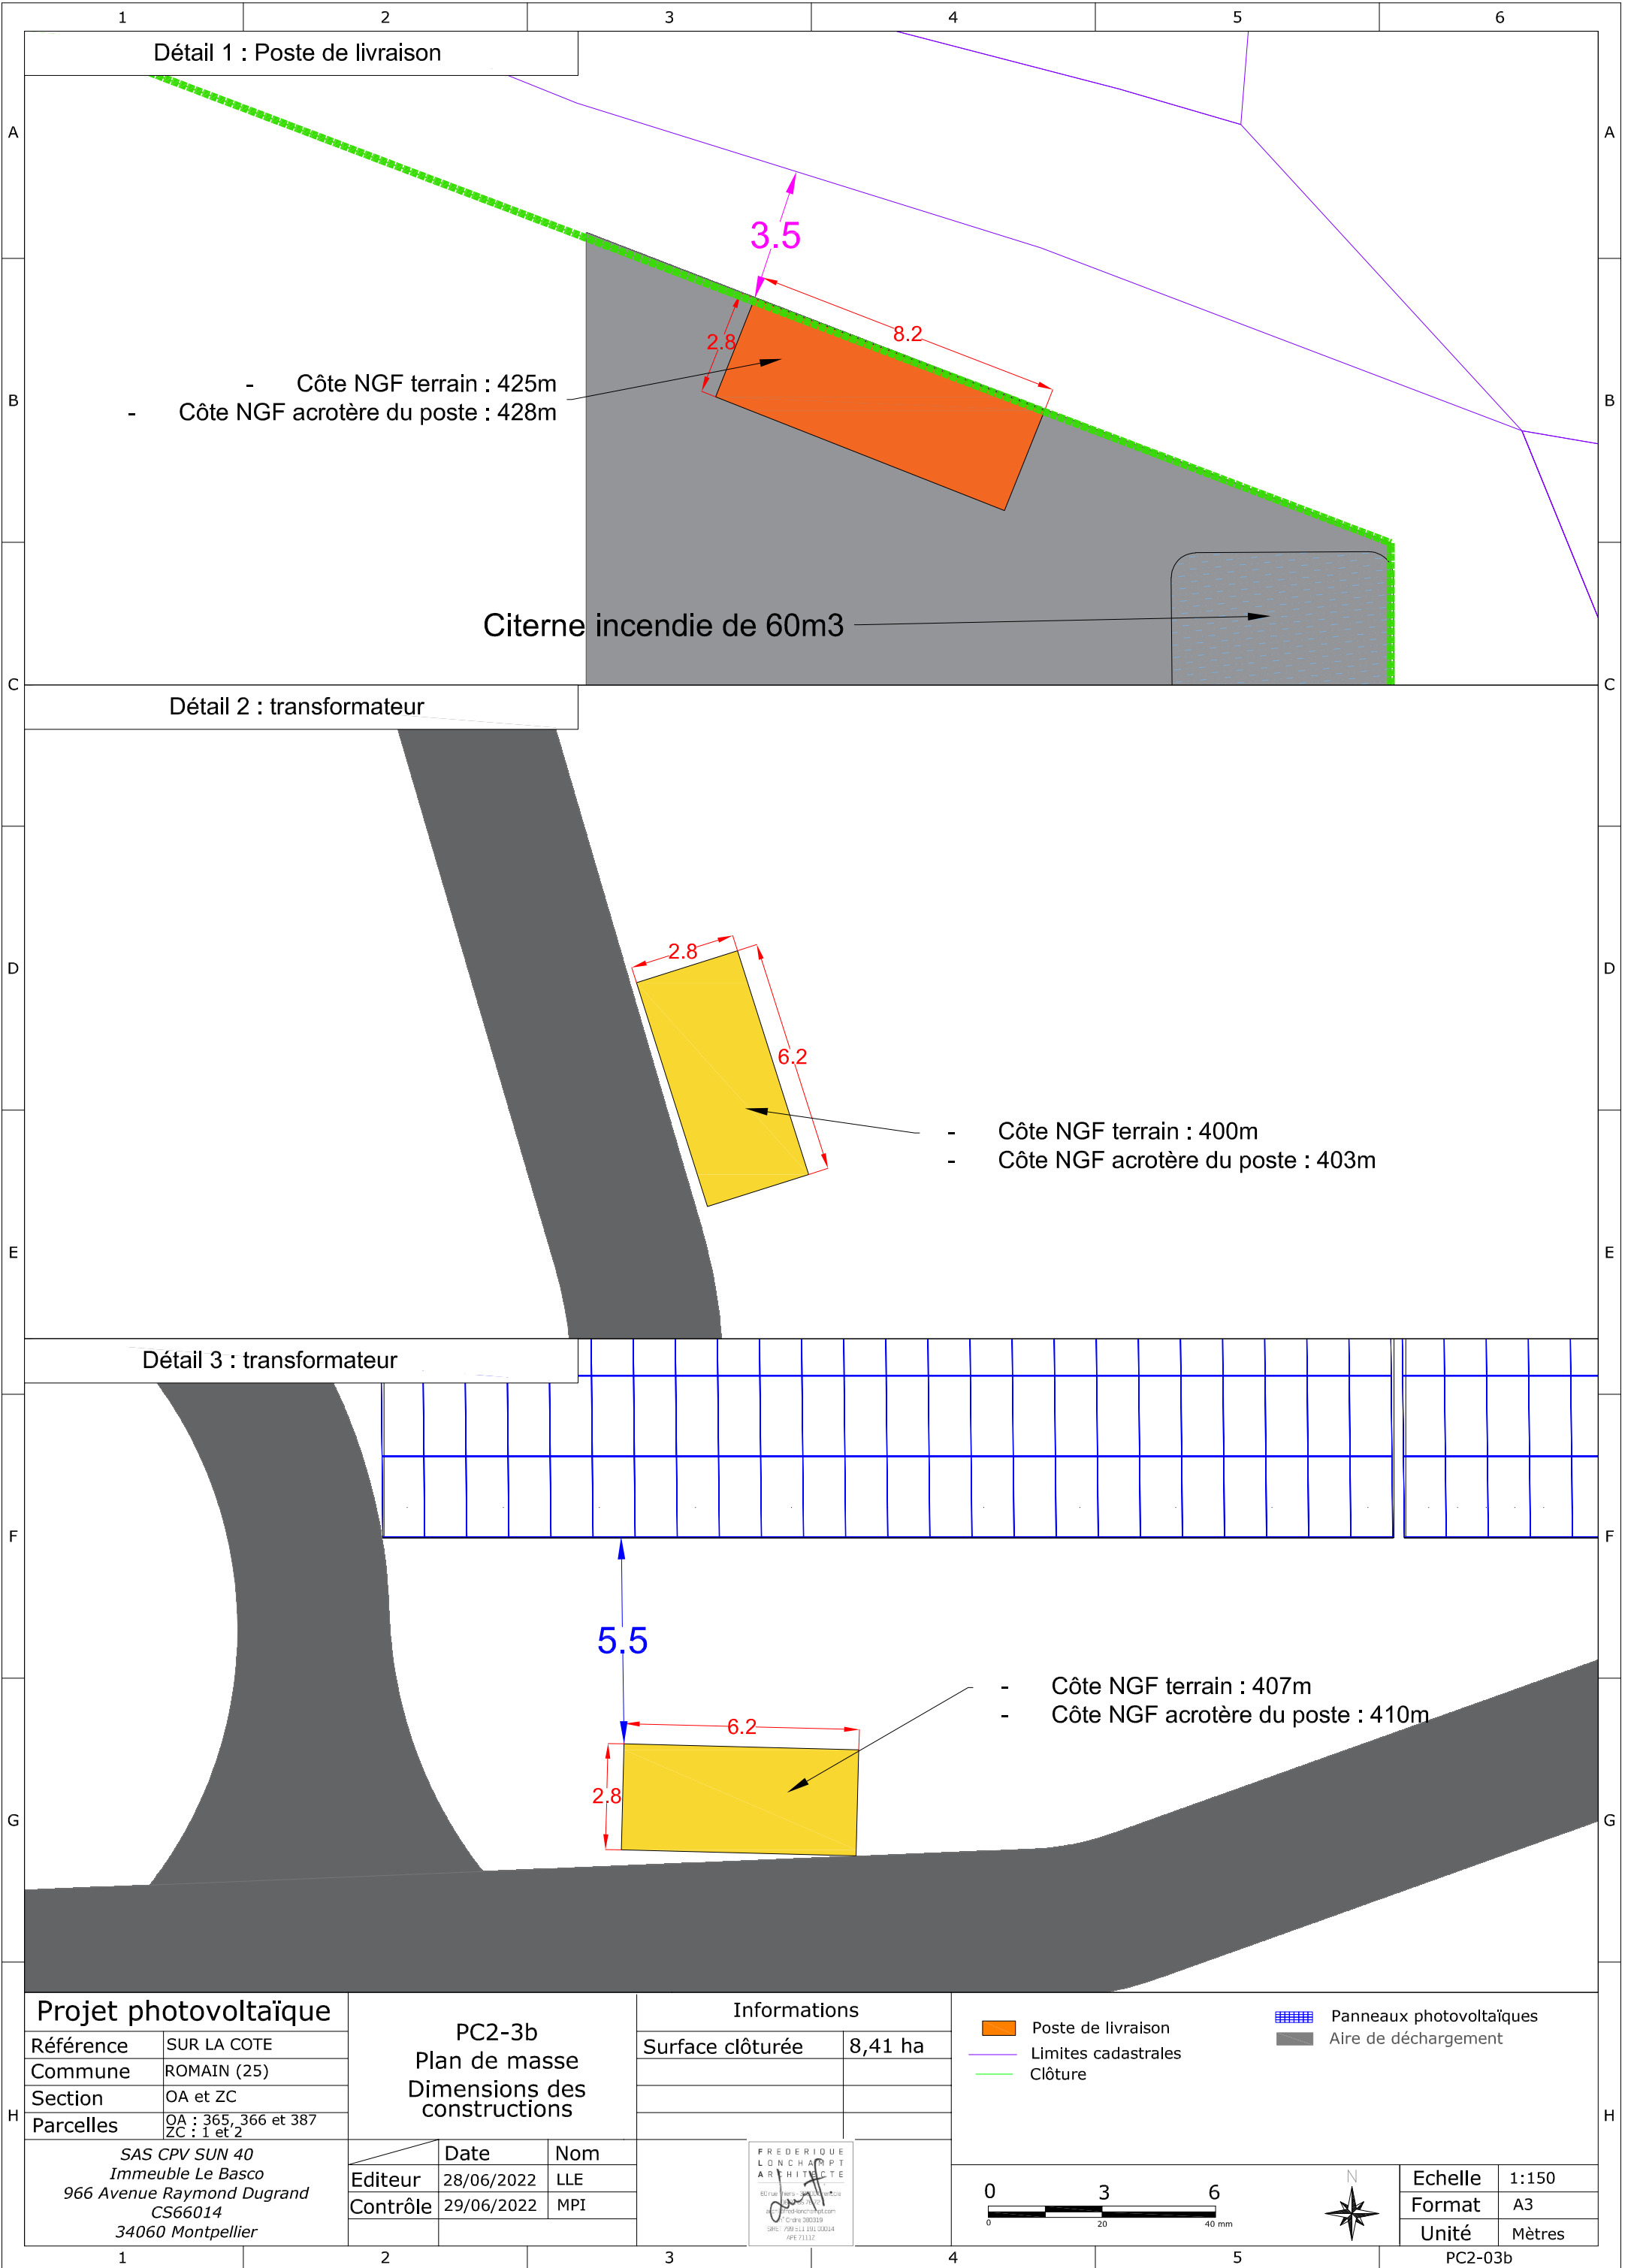 1 2 3 4 5 6
Détail 1 : Poste de livraison
A A
3.5
8.2
2.8
- Côte NGF terrain : 425m
- Côte NGF acrotère du poste : 428m
B B
Citerne incendie de 60m3
C C
Détail 2 : transformateur
2.8
D D
6.2
- Côte NGF terrain : 400m
- Côte NGF acrotère du poste : 403m
E E
Détail 3 : transformateur
F F
5.5
- Côte NGF terrain : 407m
- Côte NGF acrotère du poste : 410m
6.2
2.8
G G
Projet photovoltaïque
Référence SUR LA COTE
Commune ROMAIN (25)
Section OA et ZC
Parcelles OA : 365, 366 et 387
ZC : 1 et 2
SAS CPV SUN 40
Immeuble Le Basco
966 Avenue Raymond Dugrand
CS66014
34060 Montpellier
PC2-3b
Plan de masse
Dimensions des
constructions
Date Nom
Editeur 28/06/2022 LLE
Contrôle 29/06/2022 MPI
Informations
Surface clôturée 8,41 ha
FREDERIQUE
LONCHAMPT
ARCHITECTE
Poste de livraison
Limites cadastrales
Clôture
Panneaux photovoltaïques
Aire de déchargement
H H
0 3 6
0 20 40 mm
N
Echelle 1:150
Format A3
Unité Mètres
1 2 3 4 5 PC2-03b